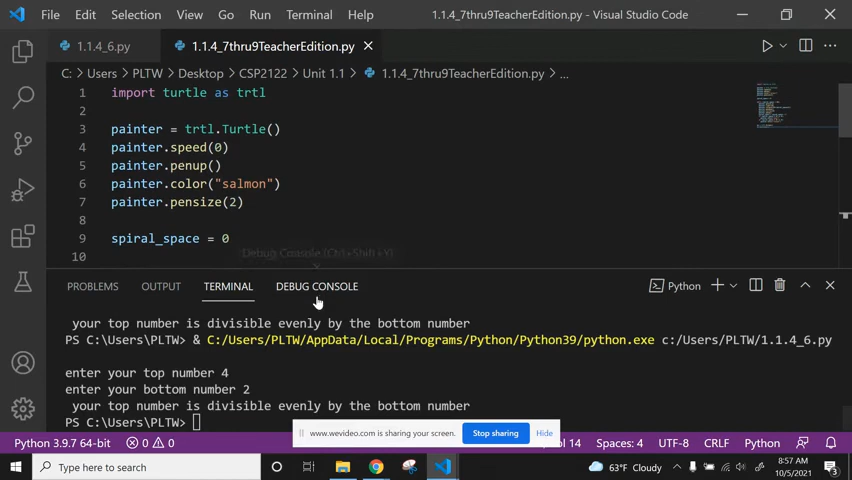 File Edit Selection View Go Run Terminal Help 1.1.4_7thru9TeacherEdition.py - Visual Studio Code
1.1.4_6.py 1.1.4_7thru9TeacherEdition.py
C: > Users > PLTW > Desktop > CSP2122 > Unit 1.1 > 1.1.4_7thru9TeacherEdition.py > ...
1 import turtle as trtl
2
3 painter = trtl.Turtle()
4 painter.speed(0)
5 painter.penup()
6 painter.color("salmon")
7 painter.pensize(2)
8
9 spiral_space = 0
Debug Console (Ctrl+Shift+Y)
10
PROBLEMS OUTPUT TERMINAL DEBUG CONSOLE Python
your top number is divisible evenly by the bottom number
PS C:\Users\PLTW> & C:/Users/PLTW/AppData/Local/Programs/Python/Python39/python.exe c:/Users/PLTW/1.1.4_6.py
enter your top number 4
enter your bottom number 2
your top number is divisible evenly by the bottom number
PS C:\Users\PLTW>
www.wevideo.com is sharing your screen. Stop sharing Hide
Python 3.9.7 64-bit 0 0 ol 14 Spaces: 4 UTF-8 CRLF Python
Type here to search 63°F Cloudy 8:57 AM
10/5/2021 3